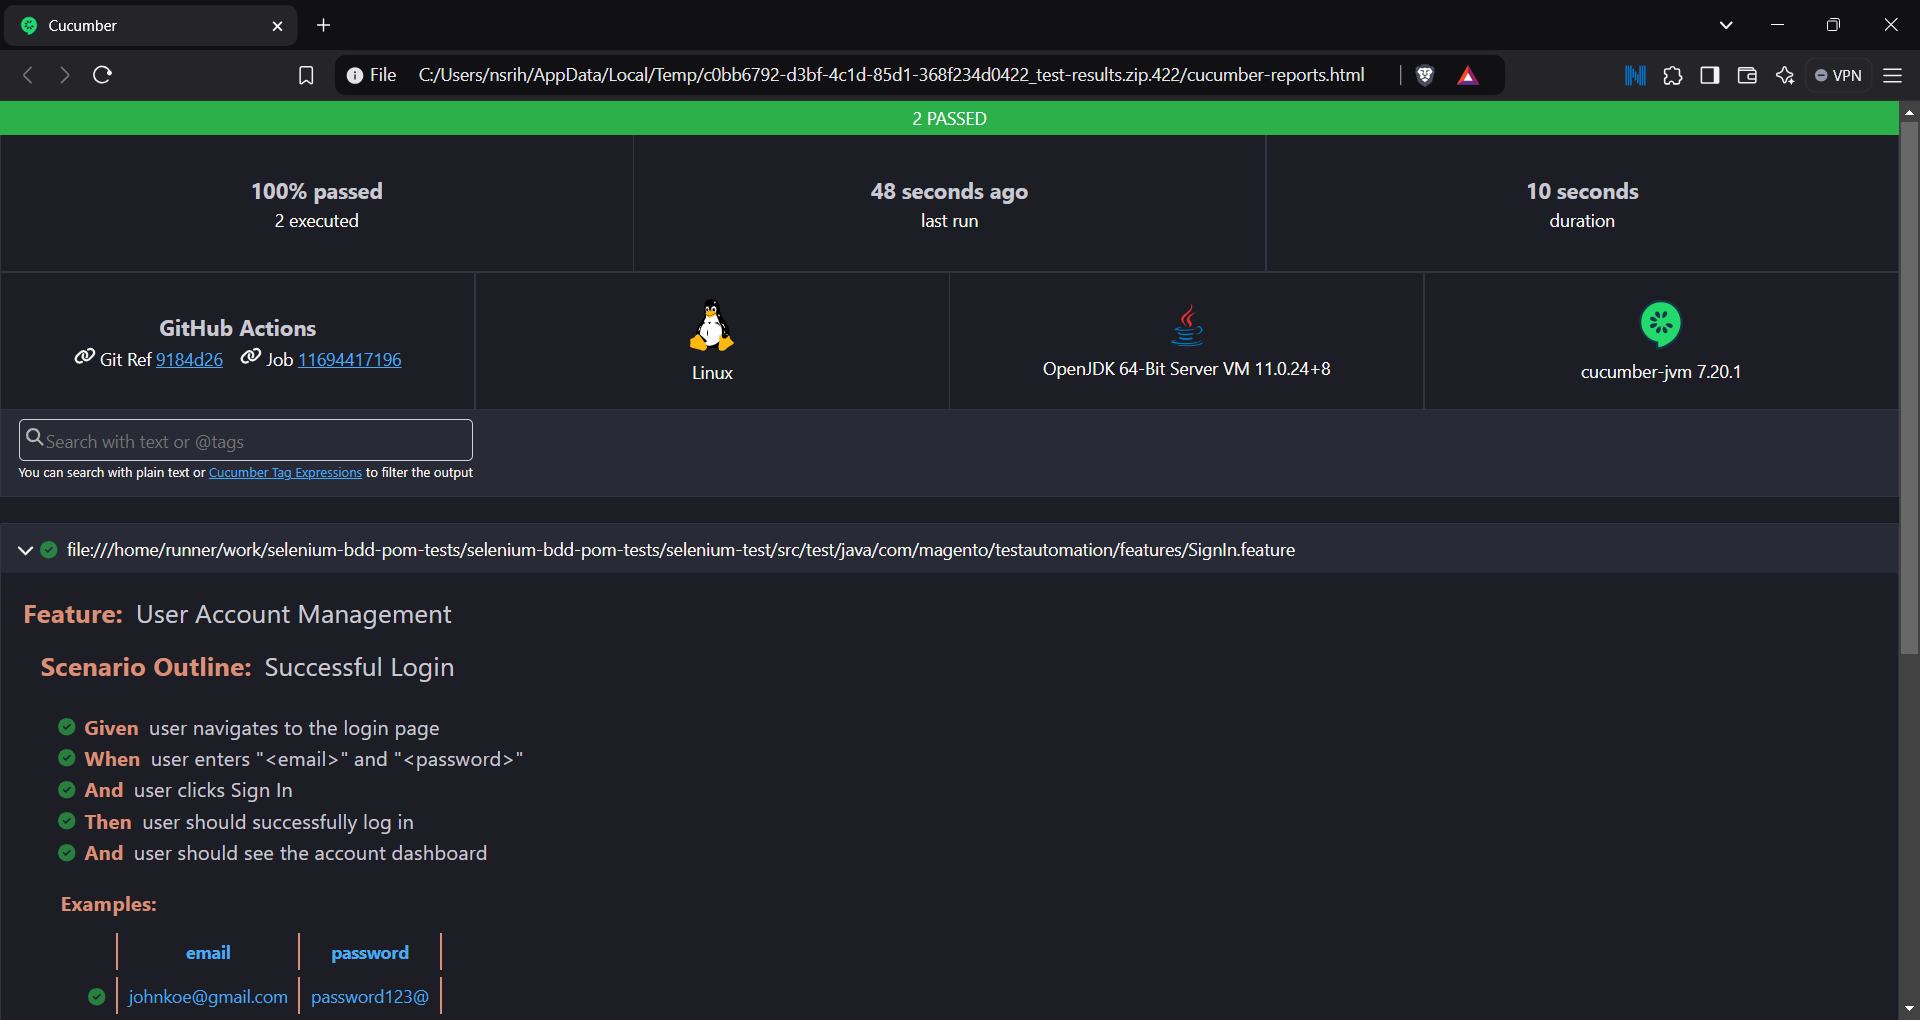 Cucumber
File C:/Users/nsrih/AppData/Local/Temp/c0bb6792-d3bf-4c1d-85d1-368f234d0422_test-results.zip.422/cucumber-reports.html
VPN
2 PASSED
100% passed
2 executed
48 seconds ago
last run
10 seconds
duration
GitHub Actions
Git Ref 9184d26 Job 11694417196
Linux
OpenJDK 64-Bit Server VM 11.0.24+8
cucumber-jvm 7.20.1
Search with text or @tags
You can search with plain text or Cucumber Tag Expressions to filter the output
file:///home/runner/work/selenium-bdd-pom-tests/selenium-bdd-pom-tests/selenium-test/src/test/java/com/magento/testautomation/features/SignIn.feature
Feature: User Account Management
Scenario Outline: Successful Login
Given user navigates to the login page
When user enters "<email>" and "<password>"
And user clicks Sign In
Then user should successfully log in
And user should see the account dashboard
Examples:
email password
johnkoe@gmail.com password123@